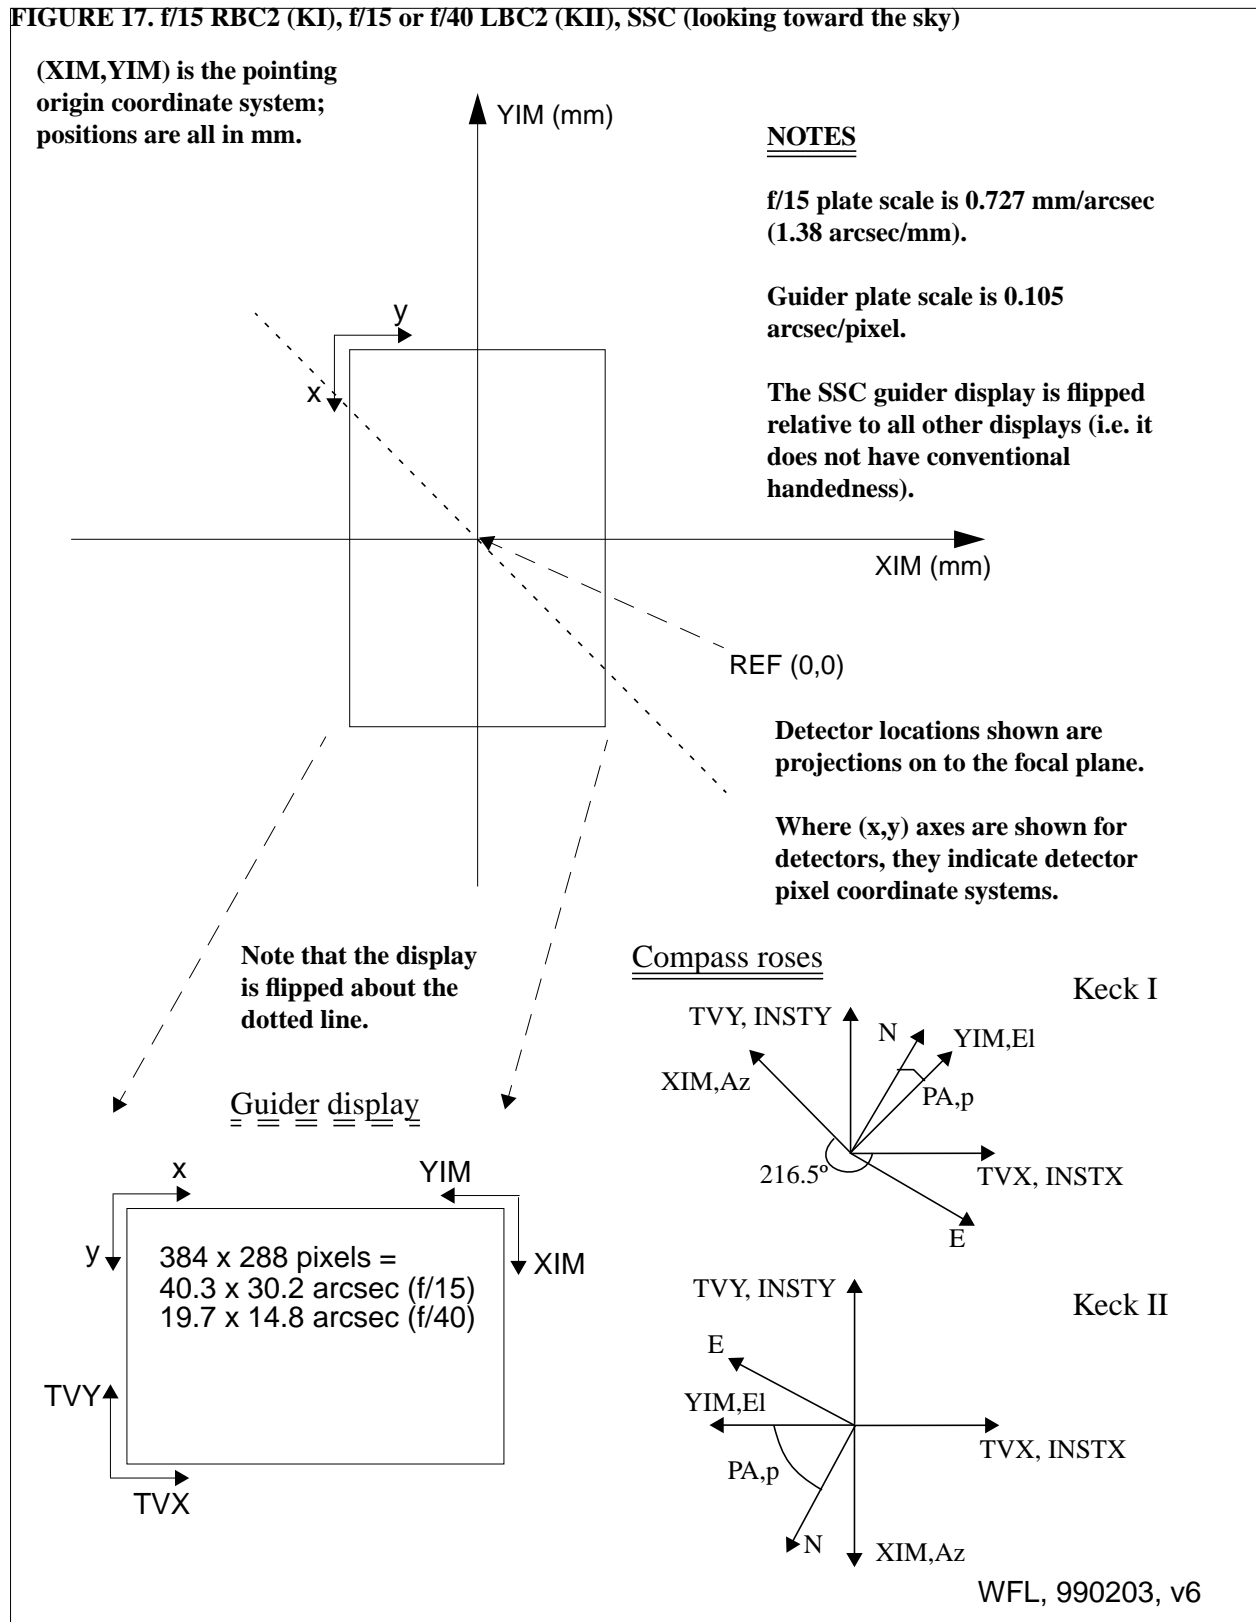 FIGURE 17. f/15 RBC2 (KI), f/15 or f/40 LBC2 (KII), SSC (looking toward the sky)
(XIM,YIM) is the pointing
origin coordinate system;
positions are all in mm.
YIM (mm)
NOTES
f/15 plate scale is 0.727 mm/arcsec
(1.38 arcsec/mm).
Guider plate scale is 0.105
arcsec/pixel.
The SSC guider display is flipped
relative to all other displays (i.e. it
does not have conventional
handedness).
y
x
XIM (mm)
REF (0,0)
Detector locations shown are
projections on to the focal plane.
Where (x,y) axes are shown for
detectors, they indicate detector
pixel coordinate systems.
Note that the display
is flipped about the
dotted line.
Compass roses
Keck I
TVY, INSTY
N
YIM,El
XIM,Az
PA,p
216.5º
TVX, INSTX
E
Guider display
x
YIM
y
XIM
384 x 288 pixels =
40.3 x 30.2 arcsec (f/15)
19.7 x 14.8 arcsec (f/40)
TVY
TVX
Keck II
TVY, INSTY
E
YIM,El
TVX, INSTX
PA,p
N
XIM,Az
WFL, 990203, v6